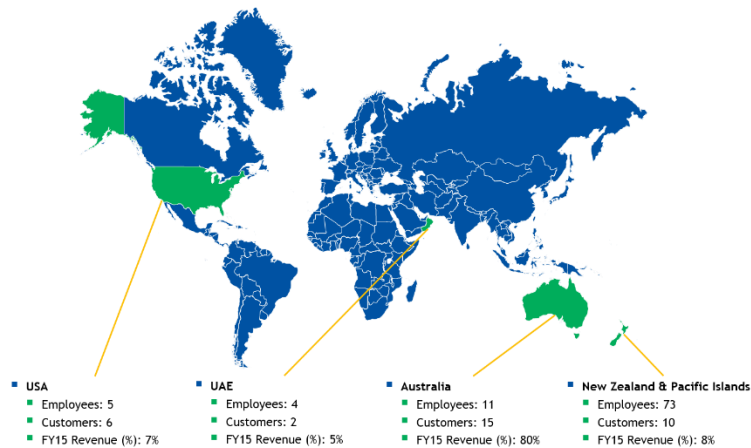 USA
Employees: 5
Customers: 6
FY15 Revenue (%): 7%
UAE
Employees: 4
Customers: 2
FY15 Revenue (%): 5%
Australia
Employees: 11
Customers: 15
FY15 Revenue (%): 80%
New Zealand & Pacific Islands
Employees: 73
Customers: 10
FY15 Revenue (%): 8%